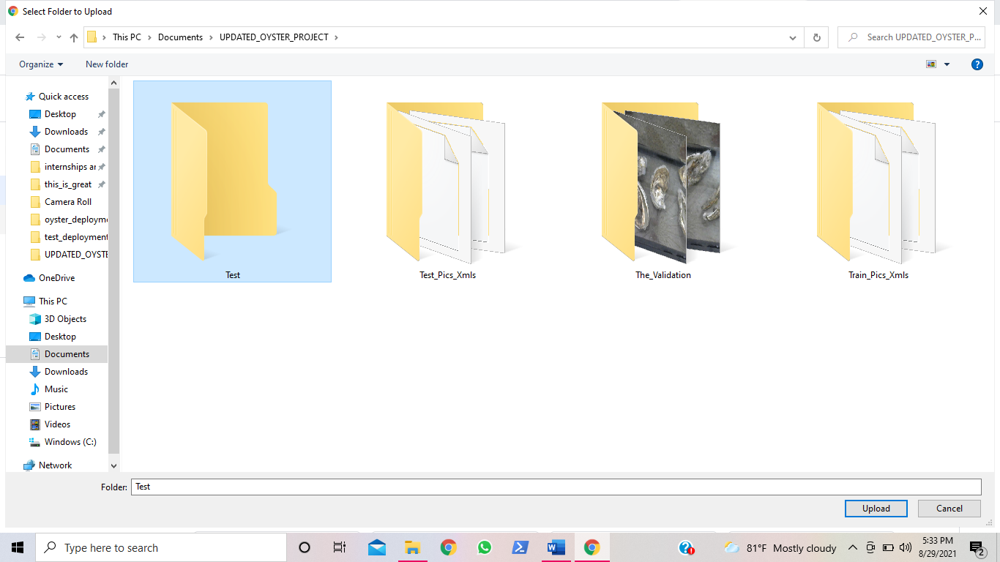 Select Folder to Upload
This PC Documents UPDATED_OYSTER_PROJECT
Search UPDATED_OYSTER_P...
Organize New folder
?
Quick access
Desktop
Downloads
Documents
internships ar
this_is_great
Camera Roll
oyster_deployme
test_deployment
UPDATED_OYSTE
OneDrive
This PC
3D Objects
Desktop
Documents
Downloads
Music
Pictures
Videos
Windows (C:)
Network
Test
Test_Pics_Xmls
The_Validation
Train_Pics_Xmls
Folder: Test
Upload Cancel
Type here to search
81°F Mostly cloudy
5:33 PM
8/29/2021
2